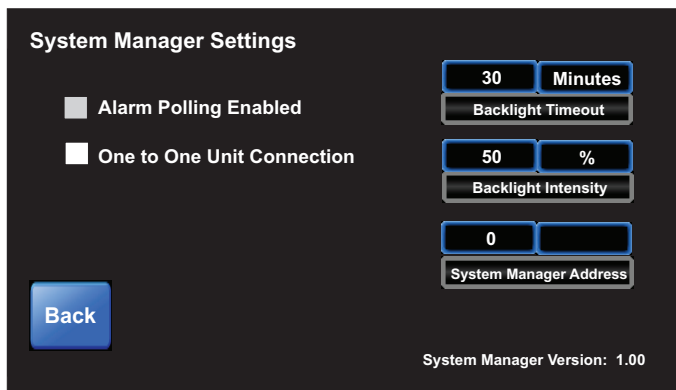 System Manager Settings
Alarm Polling Enabled
One to One Unit Connection
30 Minutes
Backlight Timeout
50 %
Backlight Intensity
0
System Manager Address
Back
System Manager Version: 1.00